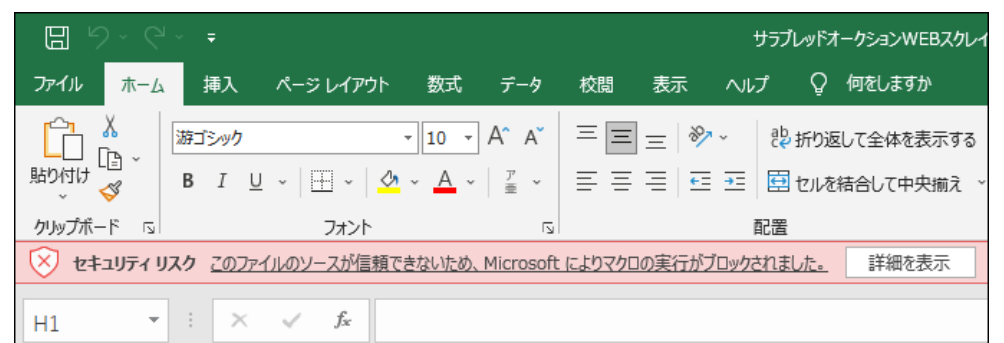 サラブレッドオークションWEBスクレイ
ファイル ホーム 挿入 ページ レイアウト 数式 データ 校閲 表示 ヘルプ 何をしますか
游ゴシック 10 A A ab 折り返して全体を表示する
貼り付け B I U A ア亜 セルを結合して中央揃え
クリップボード フォント 配置
セキュリティ リスク このファイルのソースが信頼できないため、Microsoft によりマクロの実行がブロックされました。 詳細を表示
H1 fx